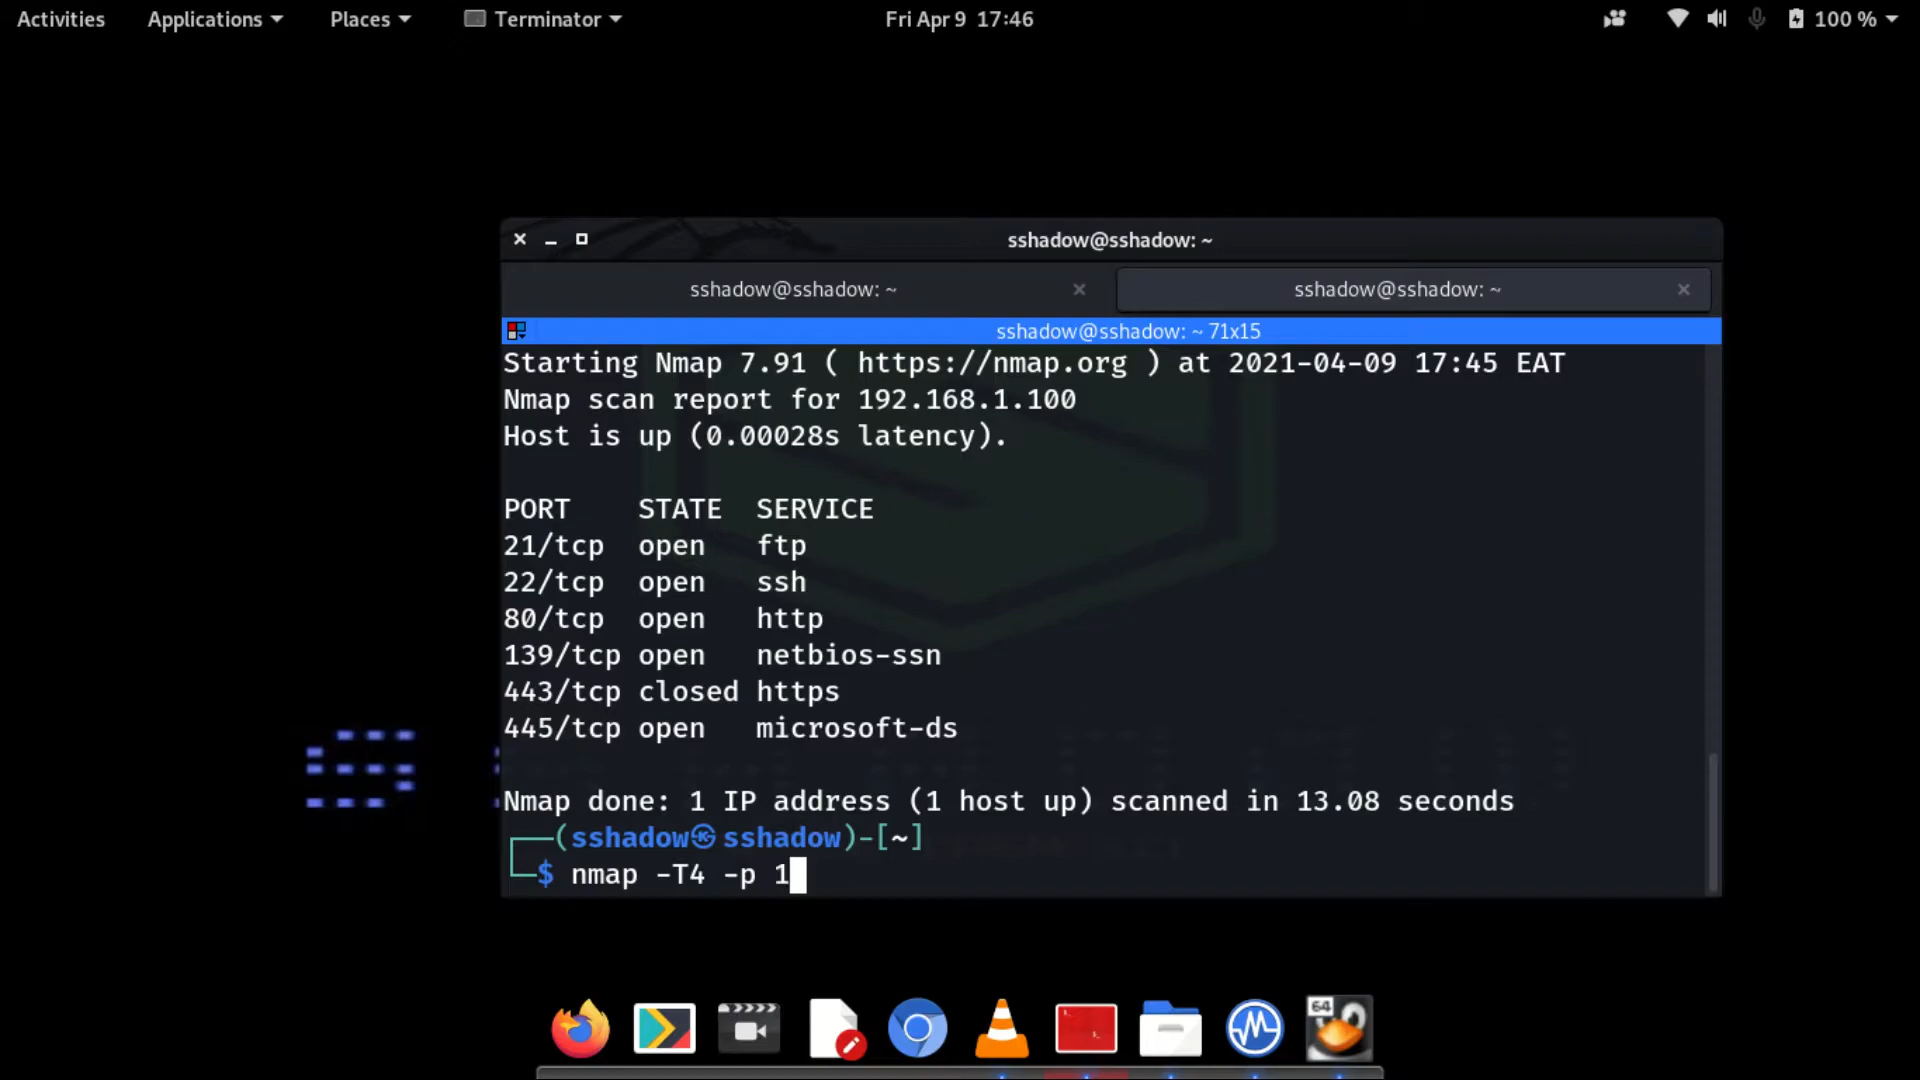 Activities Applications Places Terminator Fri Apr 9 17:46 100 %
sshadow@sshadow: ~
sshadow@sshadow: ~ sshadow@sshadow: ~
sshadow@sshadow: ~ 71x15
Starting Nmap 7.91 ( https://nmap.org ) at 2021-04-09 17:45 EAT
Nmap scan report for 192.168.1.100
Host is up (0.00028s latency).
PORT STATE SERVICE
21/tcp open ftp
22/tcp open ssh
80/tcp open http
139/tcp open netbios-ssn
443/tcp closed https
445/tcp open microsoft-ds
Nmap done: 1 IP address (1 host up) scanned in 13.08 seconds
┌──(sshadow㉿sshadow)-[~]
└─$ nmap -T4 -p 1
64